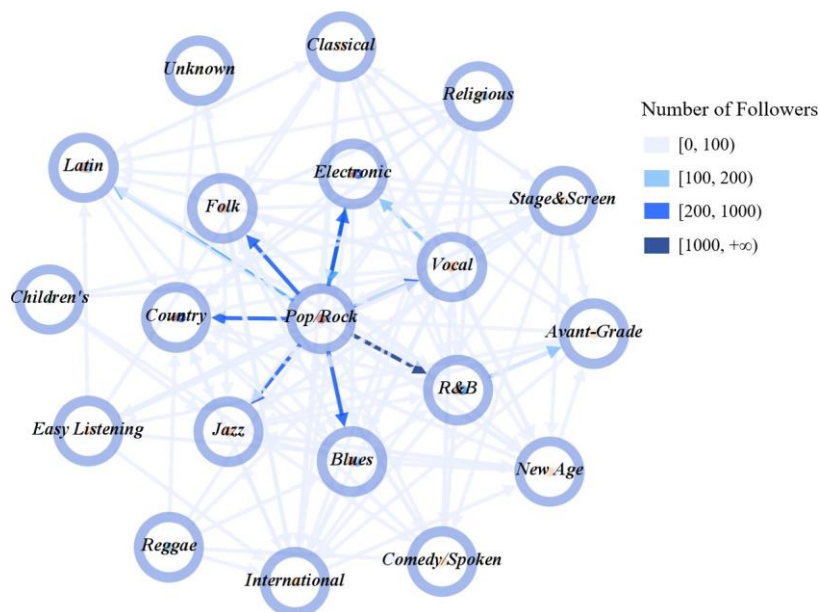 Classical
Unknown
Religious
Number of Followers
[0, 100)
[100, 200)
[200, 1000)
[1000, +∞)
Latin
Electronic
Folk
Stage&Screen
Vocal
Children's
Country
Pop/Rock
Avant-Grade
R&B
Easy Listening
Jazz
Blues
New Age
Reggae
International
Comedy/Spoken